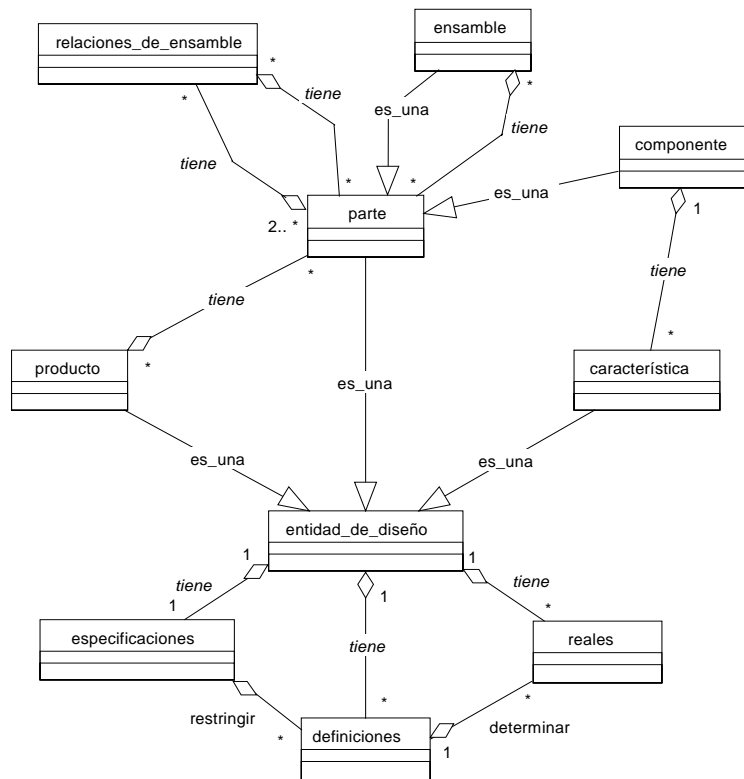 ensamble
relaciones_de_ensamble
*
*
*
tiene
es_una
tiene
tiene
componente
es_una
*
*
parte
1
2.. *
*
tiene
tiene
producto
*
es_una
*
característica
es_una
es_una
entidad_de_diseño
1
1
1
tiene
tiene
1
*
especificaciones
tiene
reales
*
*
restringir
*
definiciones
1
determinar